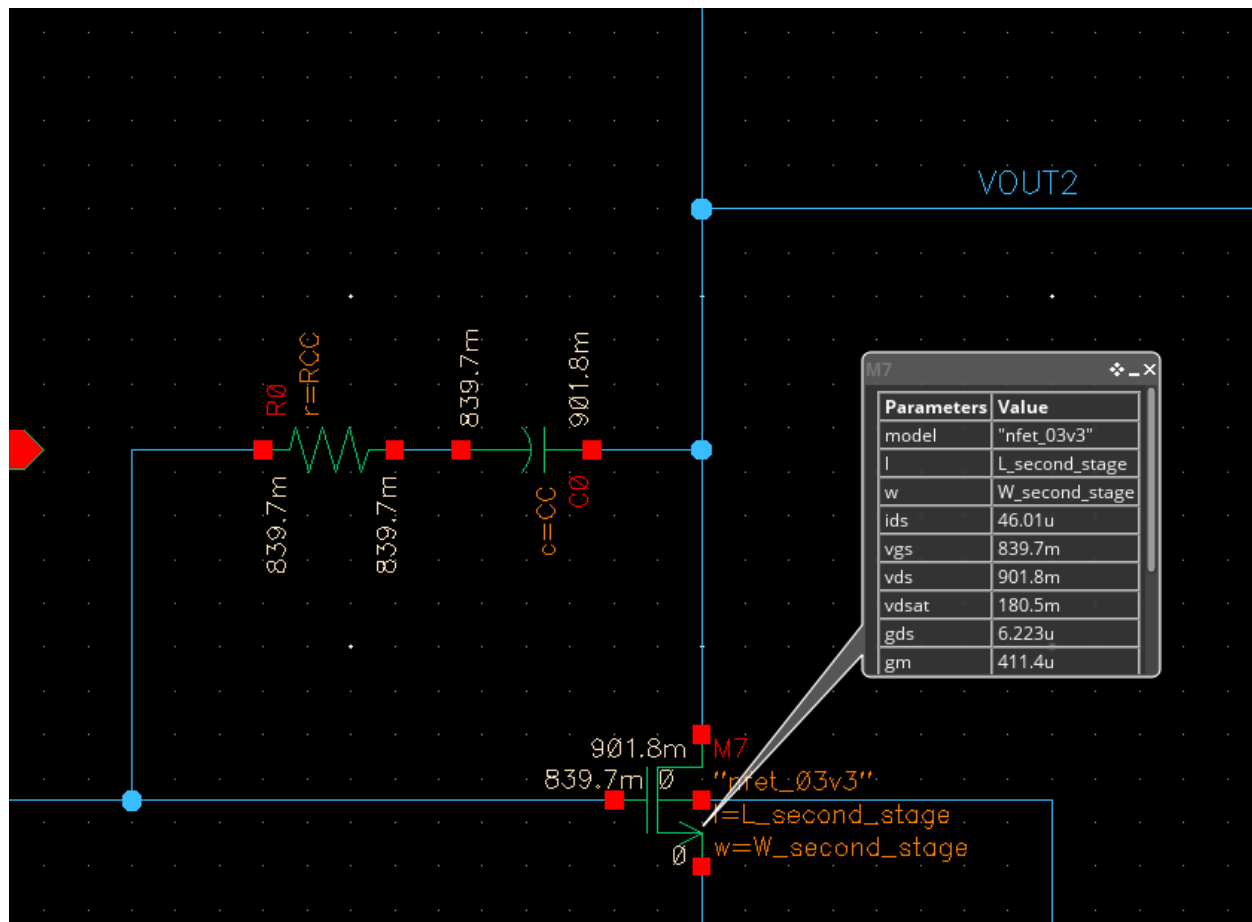 VOUT2
R0
r=RCC
839.7m
839.7m
839.7m
901.8m
c=CC
C0
M7
Parameters Value
model "nfet_03v3"
l L_second_stage
w W_second_stage
ids 46.01u
vgs 839.7m
vds 901.8m
vdsat 180.5m
gds 6.223u
gm 411.4u
901.8m M7
839.7m 0 "nfet_03v3"
l=L_second_stage
0 w=W_second_stage